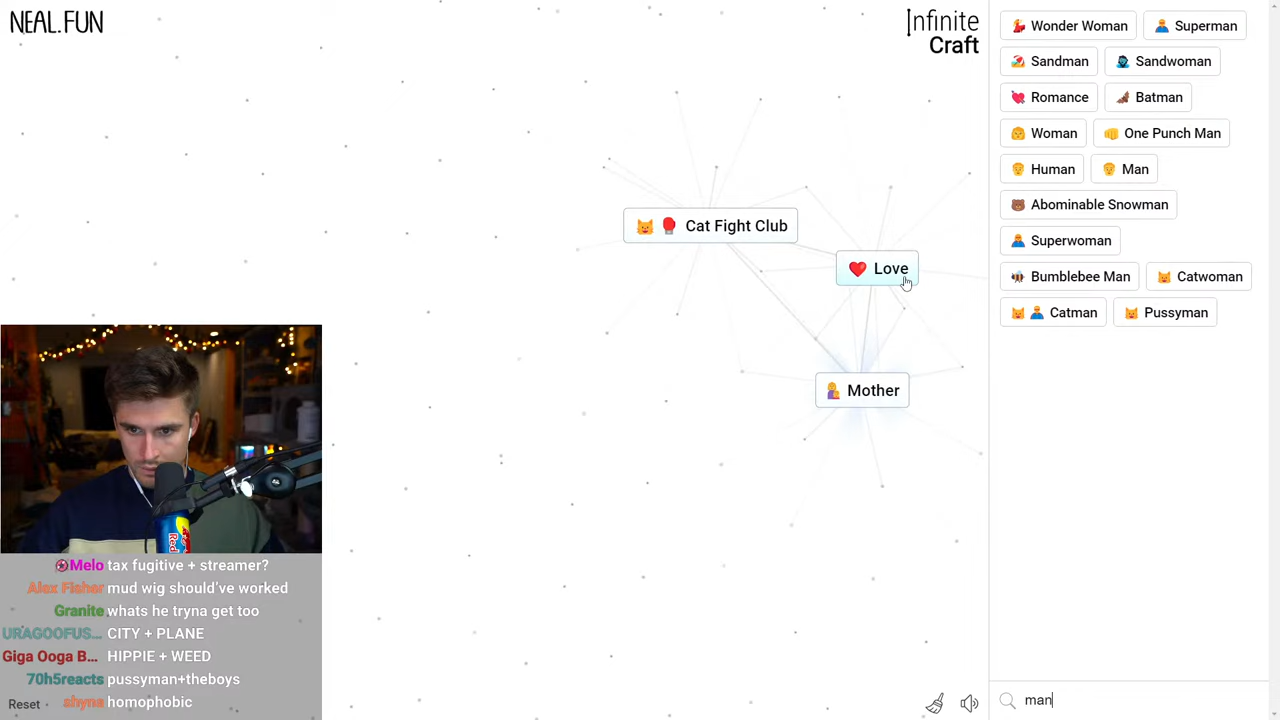 NEAL.FUN
Infinite
Craft
Cat Fight Club
Love
Mother
Wonder Woman
Superman
Sandman
Sandwoman
Romance
Batman
Woman
One Punch Man
Human
Man
Abominable Snowman
Superwoman
Bumblebee Man
Catwoman
Catman
Pussyman
man
Red
Melo tax fugitive + streamer?
Alex Fisher mud wig should've worked
Granite whats he tryna get too
URAGOOFUS... CITY + PLANE
Giga Ooga B... HIPPIE + WEED
70h5reacts pussyman+theboys
shyna homophobic
Reset